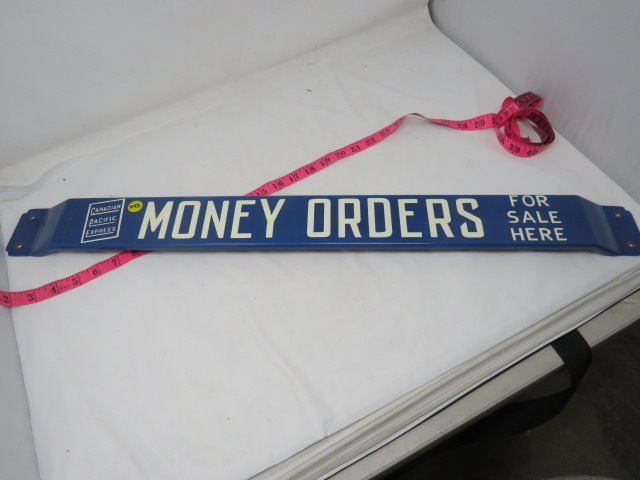 CANADIAN
PACIFIC
EXPRESS
MONEY ORDERS
FOR
SALE
HERE